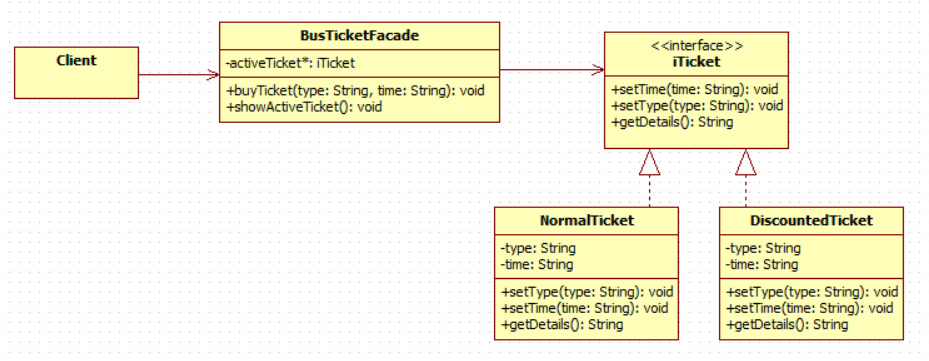 Client
BusTicketFacade
-activeTicket*: iTicket
+buyTicket(type: String, time: String): void
+showActiveTicket(): void
<<interface>>
iTicket
+setTime(time: String): void
+setType(type: String): void
+getDetails(): String
NormalTicket
-type: String
-time: String
+setType(type: String): void
+setTime(time: String): void
+getDetails(): String
DiscountedTicket
-type: String
-time: String
+setType(type: String): void
+setTime(time: String): void
+getDetails(): String